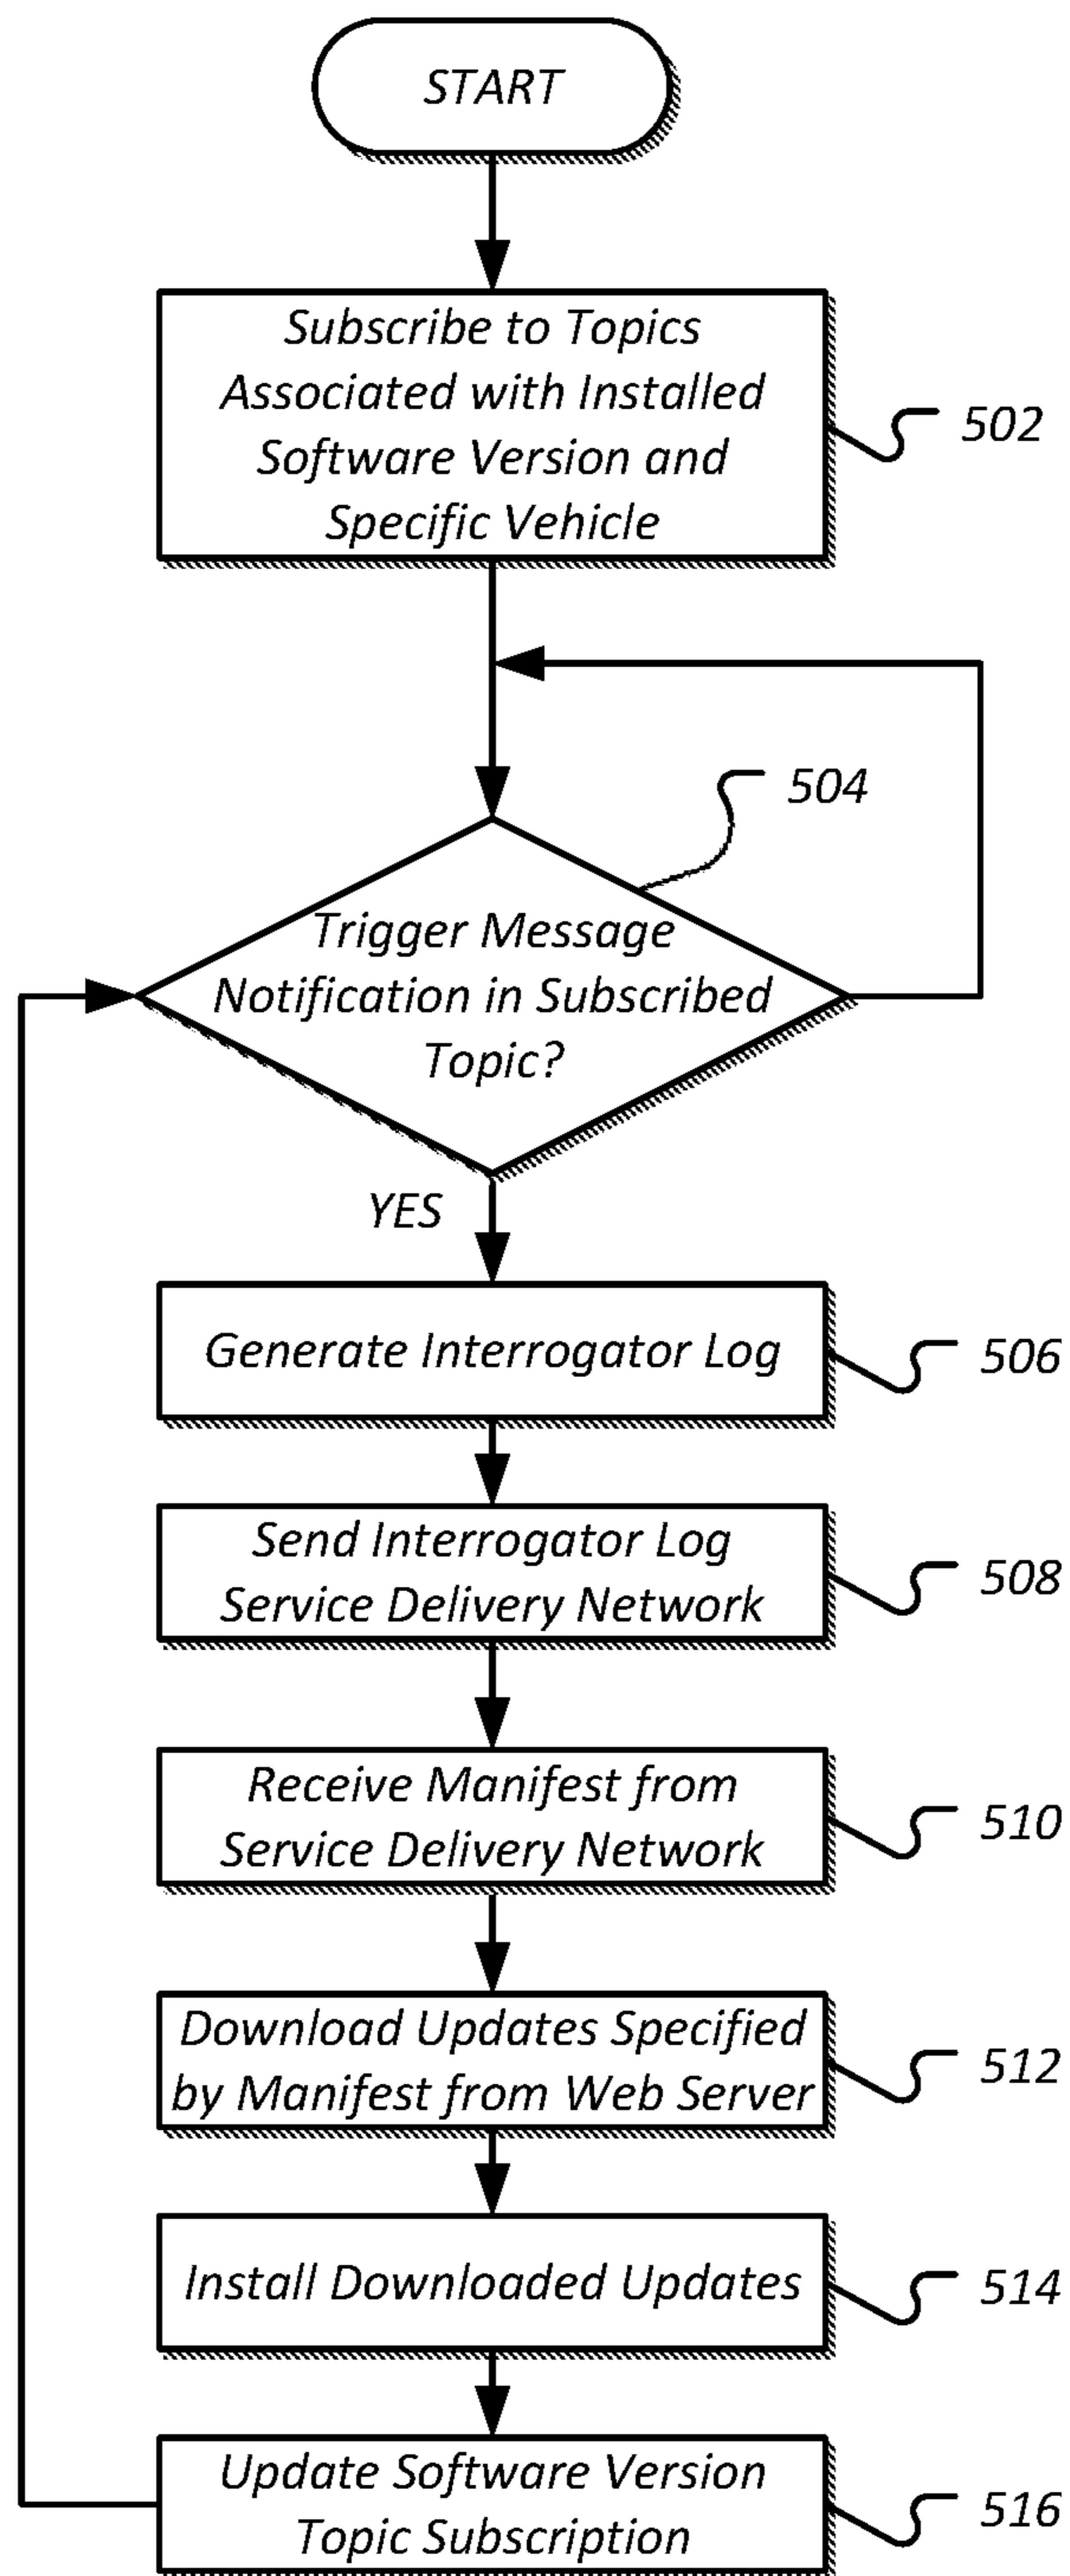 START
Subscribe to Topics
Associated with Installed
Software Version and
Specific Vehicle
502
504
Trigger Message
Notification in Subscribed
Topic?
YES
Generate Interrogator Log
506
Send Interrogator Log
Service Delivery Network
508
Receive Manifest from
Service Delivery Network
510
Download Updates Specified
by Manifest from Web Server
512
Install Downloaded Updates
514
Update Software Version
Topic Subscription
516